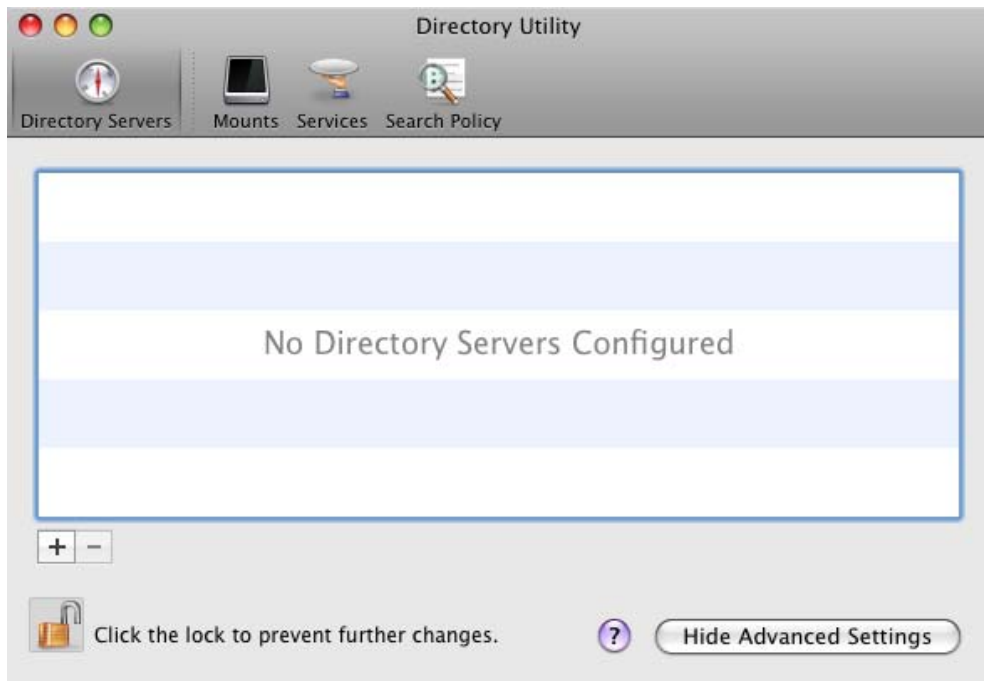 Directory Utility
Directory Servers
Mounts
Services
Search Policy
No Directory Servers Configured
+ −
Click the lock to prevent further changes.
?
Hide Advanced Settings